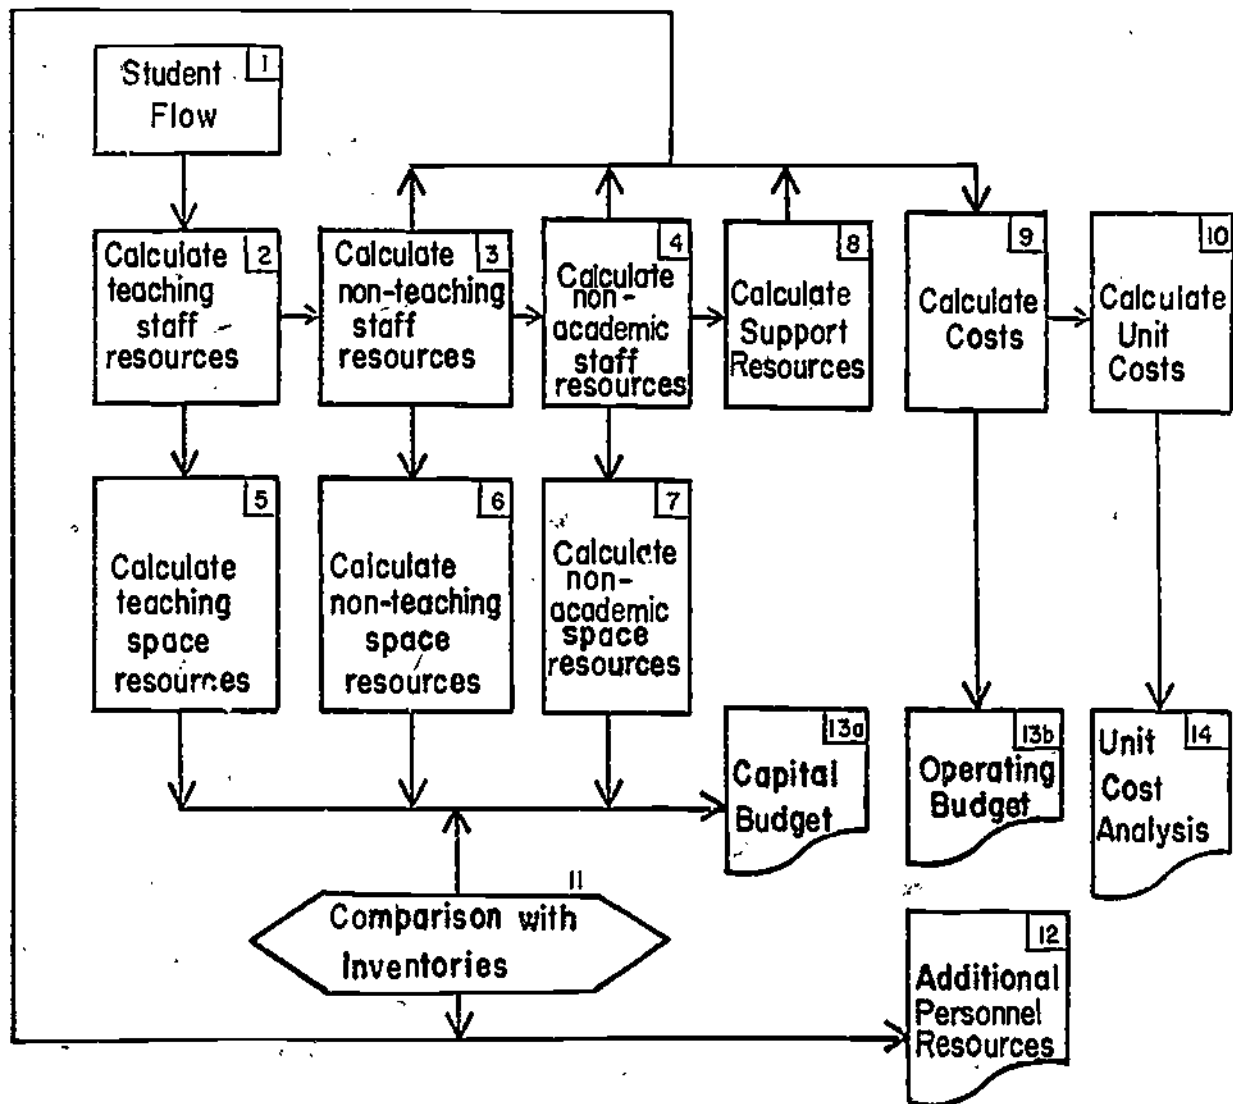 1
Student
Flow
2
Calculate
teaching
staff
resources
3
Calculate
non-teaching
staff
resources
4
Calculate
non-
academic
staff
resources
8
Calculate
Support
Resources
9
Calculate
Costs
10
Calculate
Unit
Costs
5
Calculate
teaching
space
resources
6
Calculate
non-teaching
space
resources
7
Calculate
non-
academic
space
resources
13a
Capital
Budget
13b
Operating
Budget
14
Unit
Cost
Analysis
11
Comparison with
Inventories
12
Additional
Personnel
Resources